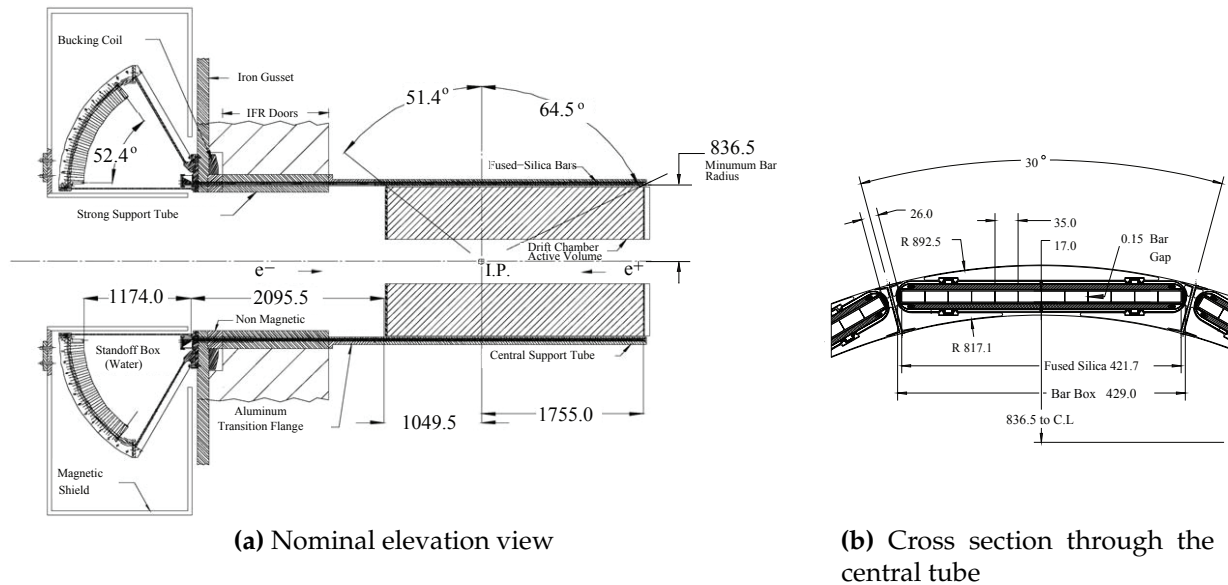 Bucking Coil
Iron Gusset
IFR Doors
51.4°
64.5°
836.5
Minumum Bar
Radius
52.4°
Fused-Silica Bars
Strong Support Tube
Drift Chamber
Active Volume
e⁻
I.P.
e⁺
1174.0
2095.5
Non Magnetic
Standoff Box
(Water)
Central Support Tube
Aluminum
Transition Flange
1049.5
1755.0
Magnetic
Shield
(a) Nominal elevation view
30°
26.0
35.0
R 892.5
17.0
0.15 Bar
Gap
R 817.1
Fused Silica 421.7
Bar Box 429.0
836.5 to C.L
(b) Cross section through the
central tube